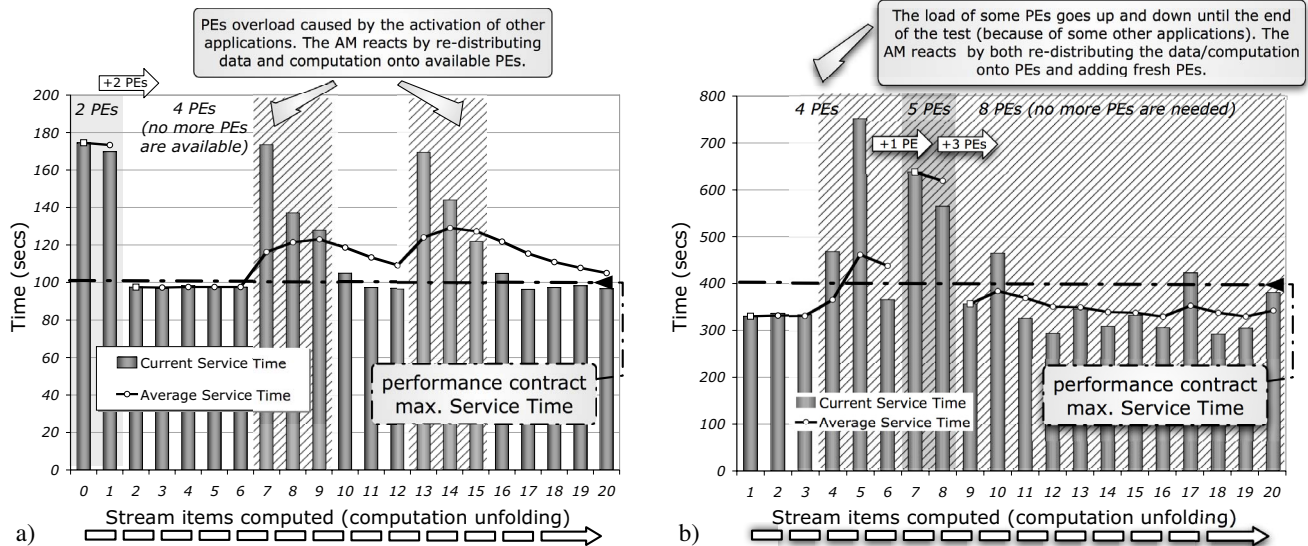 PEs overload caused by the activation of other
applications. The AM reacts by re-distributing
data and computation onto available PEs.
+2 PEs
2 PEs
4 PEs
(no more PEs
are available)
200
180
160
140
120
100
80
60
40
20
0
Time (secs)
Current Service Time
Average Service Time
performance contract
max. Service Time
0 1 2 3 4 5 6 7 8 9 10 11 12 13 14 15 16 17 18 19 20
Stream items computed (computation unfolding)
a)
The load of some PEs goes up and down until the end
of the test (because of some other applications). The
AM reacts by both re-distributing the data/computation
onto PEs and adding fresh PEs.
4 PEs
5 PEs
8 PEs (no more PEs are needed)
+1 PE
+3 PEs
800
700
600
500
400
300
200
100
0
Time (secs)
Current Service Time
Average Service Time
performance contract
max. Service Time
1 2 3 4 5 6 7 8 9 10 11 12 13 14 15 16 17 18 19 20
Stream items computed (computation unfolding)
b)